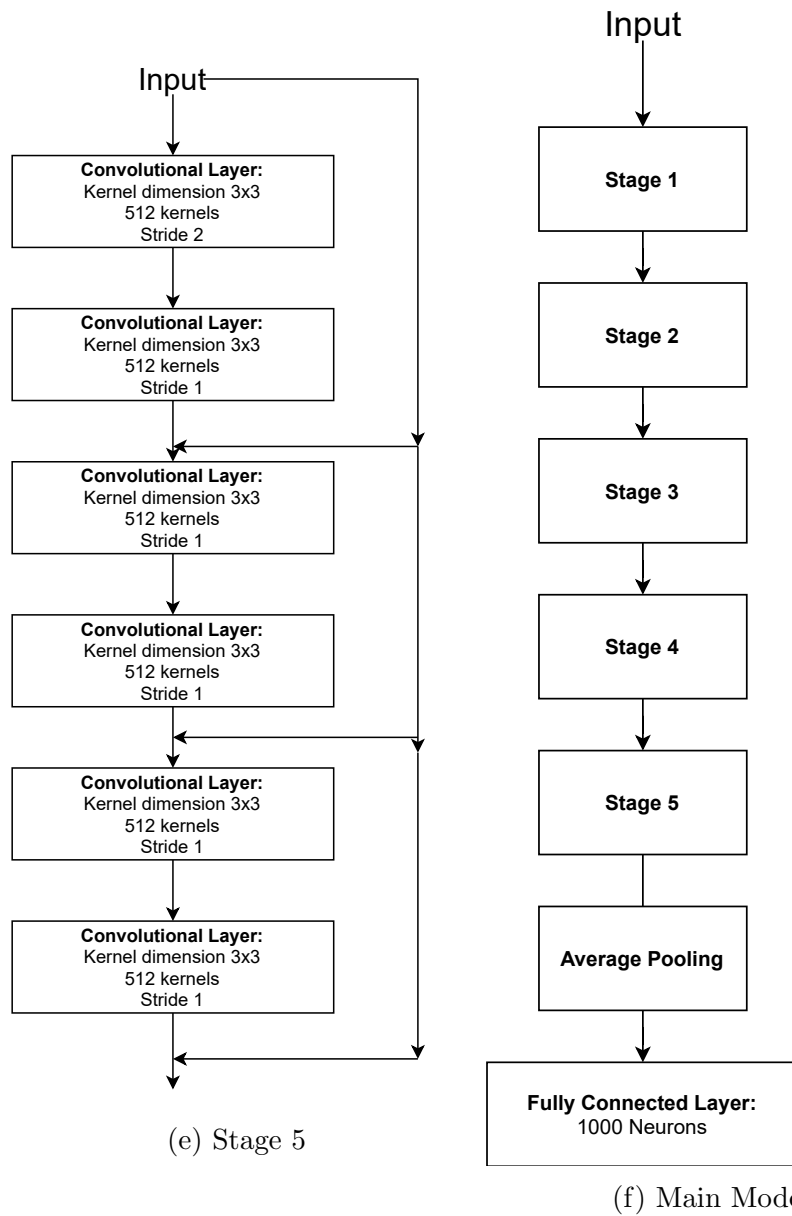 Input
Convolutional Layer:
Kernel dimension 3x3
512 kernels
Stride 2
Convolutional Layer:
Kernel dimension 3x3
512 kernels
Stride 1
Convolutional Layer:
Kernel dimension 3x3
512 kernels
Stride 1
Convolutional Layer:
Kernel dimension 3x3
512 kernels
Stride 1
Convolutional Layer:
Kernel dimension 3x3
512 kernels
Stride 1
Convolutional Layer:
Kernel dimension 3x3
512 kernels
Stride 1
(e) Stage 5
Input
Stage 1
Stage 2
Stage 3
Stage 4
Stage 5
Average Pooling
Fully Connected Layer:
1000 Neurons
(f) Main Mode